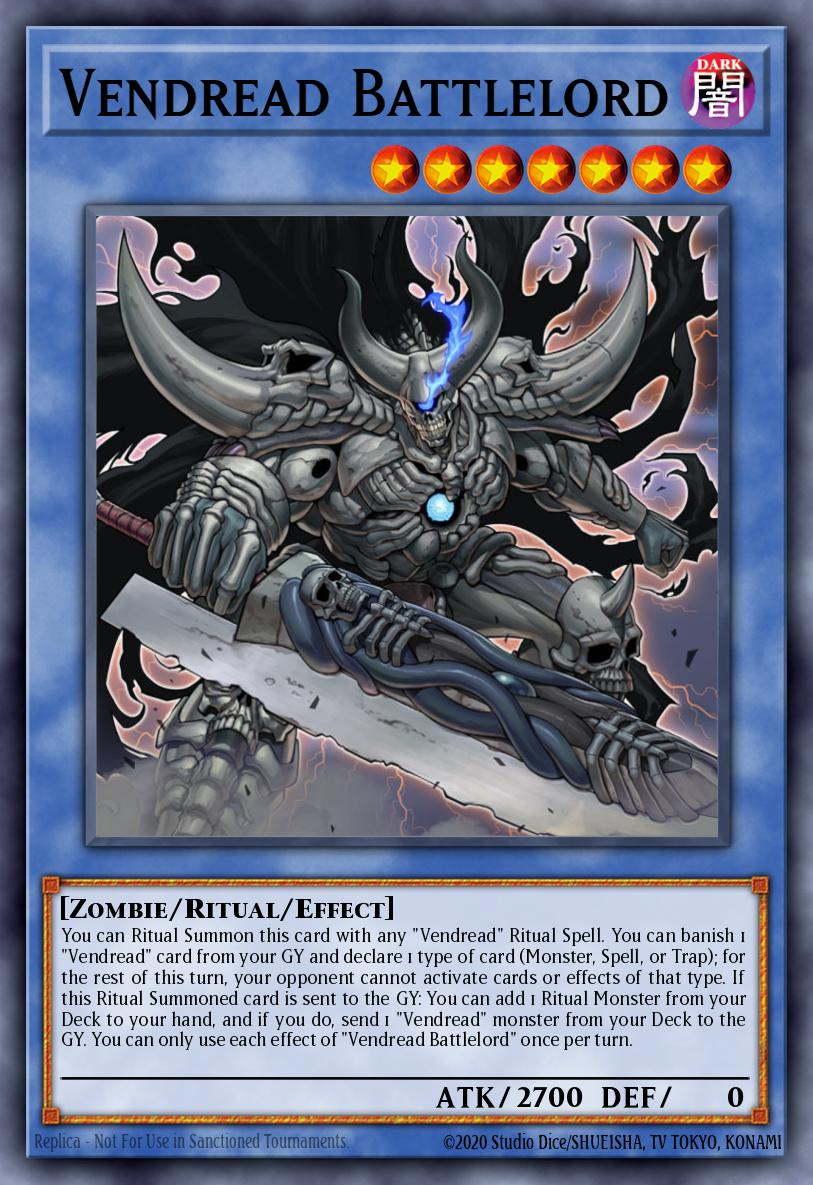 Vendread Battlelord
DARK
闇
[Zombie/Ritual/Effect]
You can Ritual Summon this card with any "Vendread" Ritual Spell. You can banish 1
"Vendread" card from your GY and declare 1 type of card (Monster, Spell, or Trap); for
the rest of this turn, your opponent cannot activate cards or effects of that type. If
this Ritual Summoned card is sent to the GY: You can add 1 Ritual Monster from your
Deck to your hand, and if you do, send 1 "Vendread" monster from your Deck to the
GY. You can only use each effect of "Vendread Battlelord" once per turn.
ATK/2700 DEF/ 0
Replica - Not For Use in Sanctioned Tournaments.
©2020 Studio Dice/SHUEISHA, TV TOKYO, KONAMI